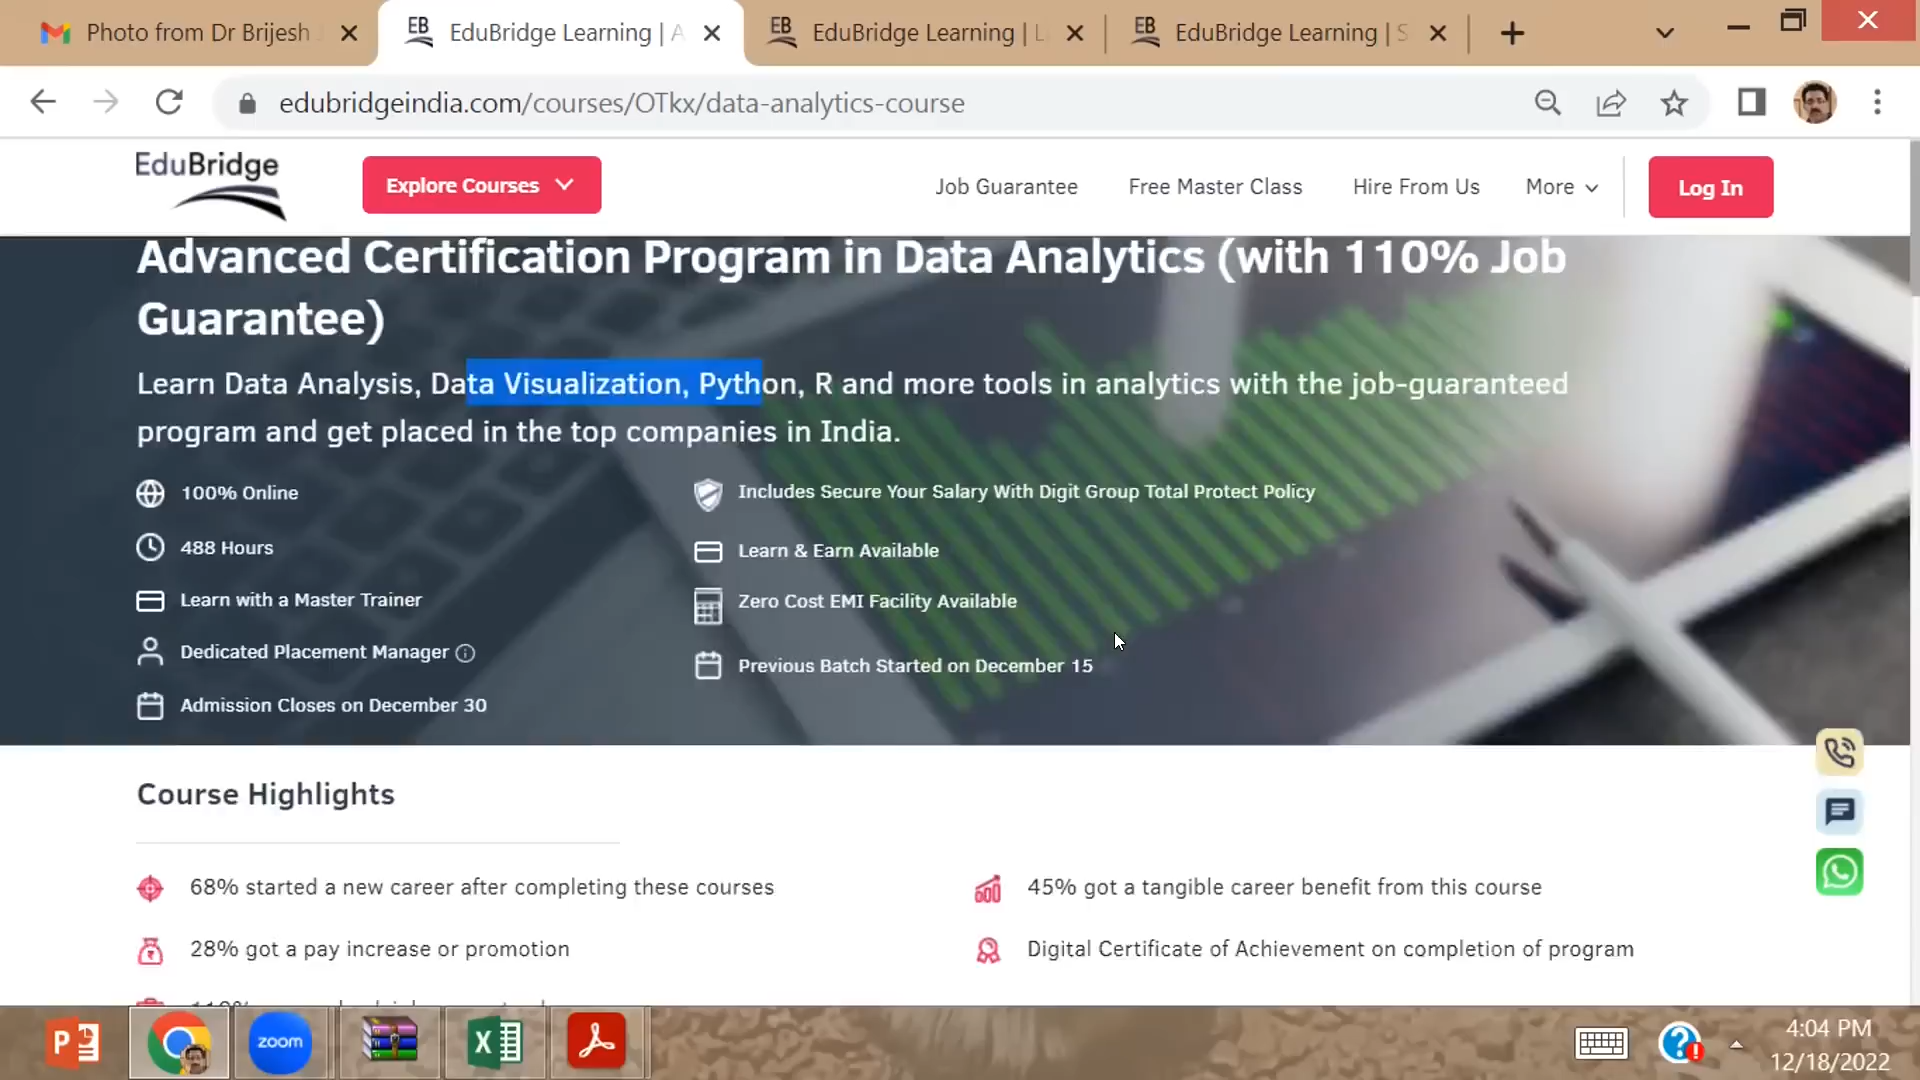 Photo from Dr Brijesh
EduBridge Learning | A
EduBridge Learning | L
EduBridge Learning | S
edubridgeindia.com/courses/OTkx/data-analytics-course
EduBridge
Explore Courses
Job Guarantee
Free Master Class
Hire From Us
More
Log In
Advanced Certification Program in Data Analytics (with 110% Job
Guarantee)
Learn Data Analysis, Data Visualization, Python, R and more tools in analytics with the job-guaranteed
program and get placed in the top companies in India.
100% Online
Includes Secure Your Salary With Digit Group Total Protect Policy
488 Hours
Learn & Earn Available
Learn with a Master Trainer
Zero Cost EMI Facility Available
Dedicated Placement Manager
Previous Batch Started on December 15
Admission Closes on December 30
Course Highlights
68% started a new career after completing these courses
45% got a tangible career benefit from this course
28% got a pay increase or promotion
Digital Certificate of Achievement on completion of program
zoom
4:04 PM
12/18/2022